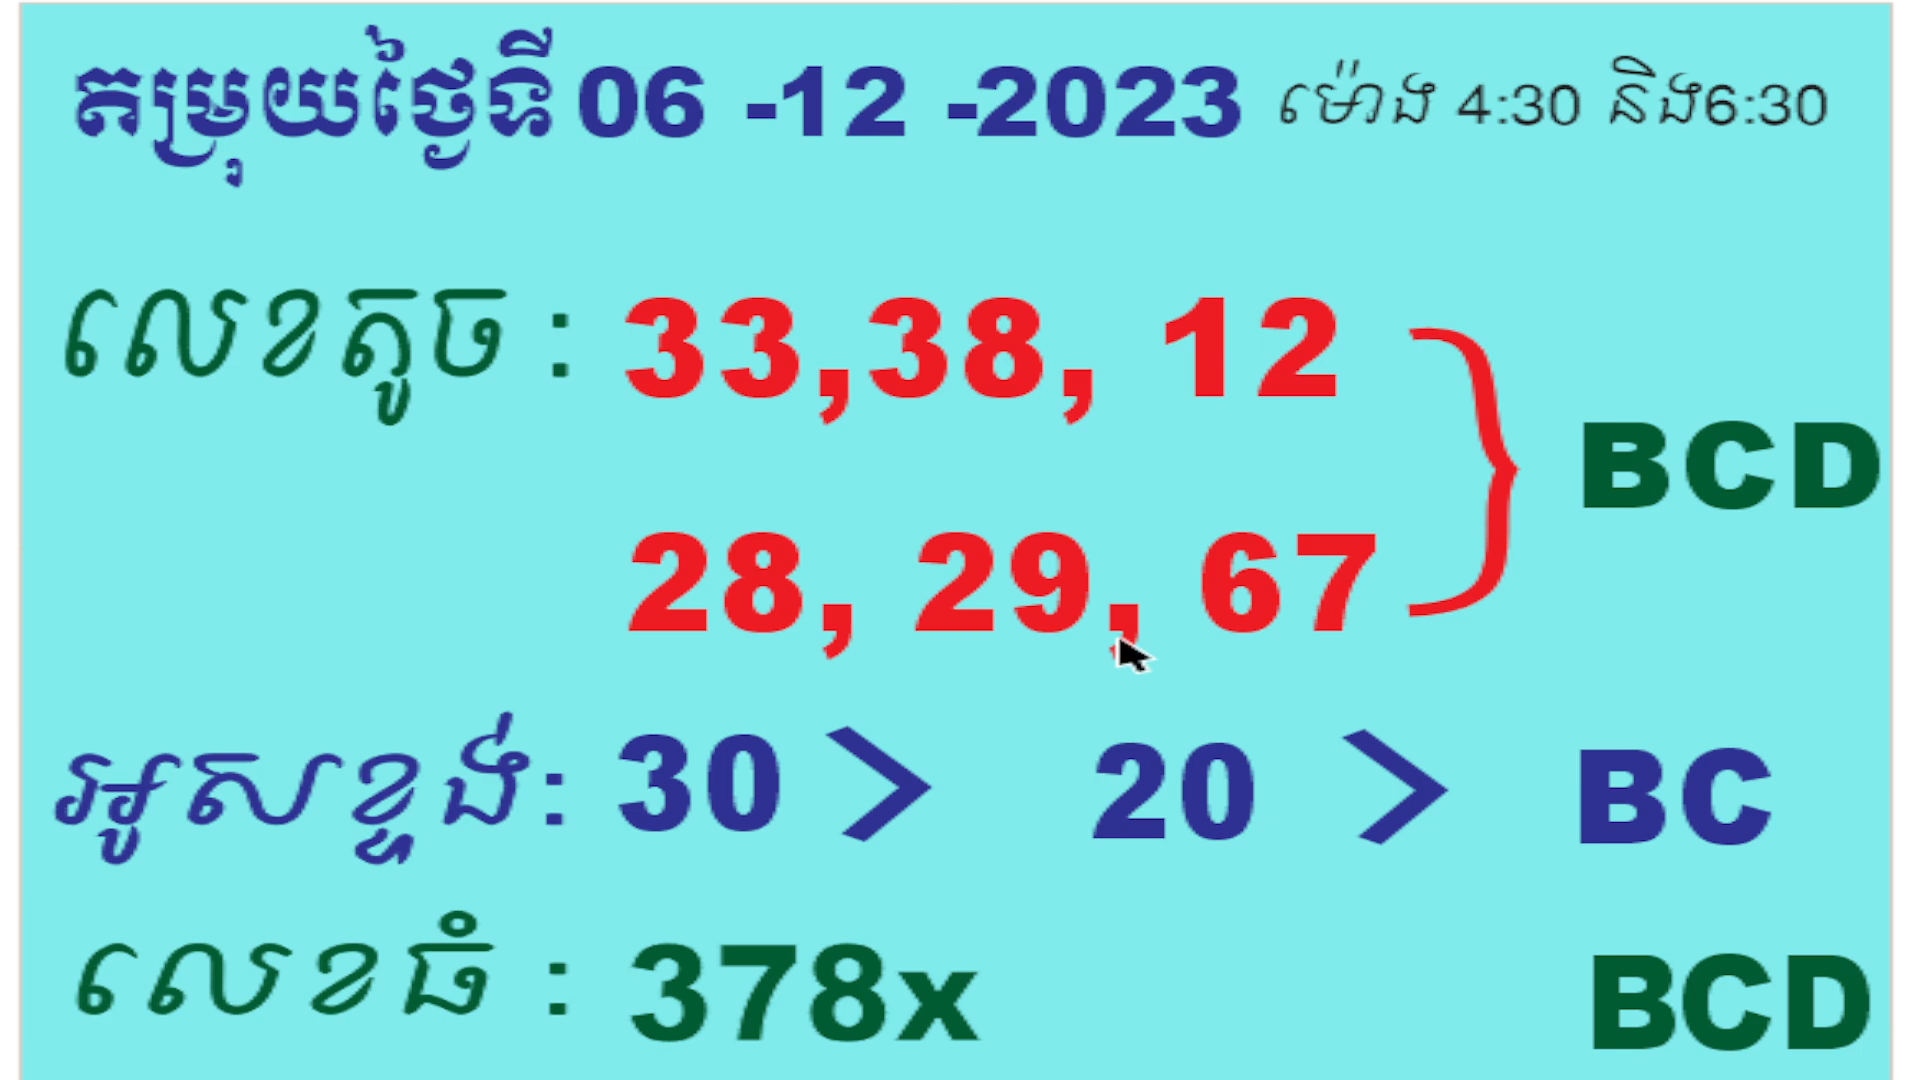 តម្រុយថ្ងៃទី 06 -12 -2023 ម៉ោង 4:30 និង6:30
លេខតូច : 33,38, 12
BCD
28, 29, 67
អូសខ្ទង់: 30 > 20 > BC
លេខធំ : 378x BCD